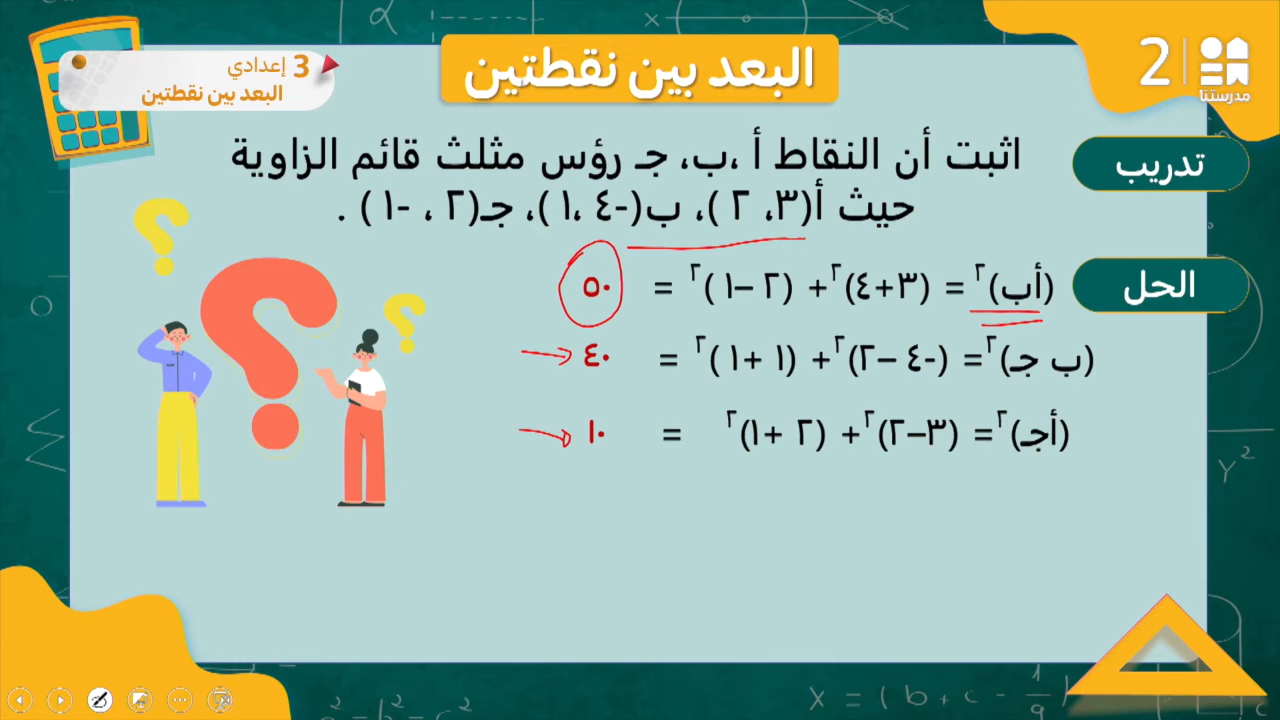 البعد بين نقطتين
3 إعدادي
البعد بين نقطتين
2
مدرستنا
تدريب
اثبت أن النقاط أ ،ب، جـ رؤس مثلث قائم الزاوية
حيث أ(٣، ٢ )، ب(-٤ ،١ )، جـ(٢ ، -١ ) .
الحل
(أب)٢ = (٣+٤)٢+ (٢ –١ )٢ = ٥٠
(ب جـ)٢= (-٤ –٢)٢+ (١ +١ )٢ = ٤٠
(أجـ)٢= (٣–٢)٢+ (٢ +١)٢ = ١٠